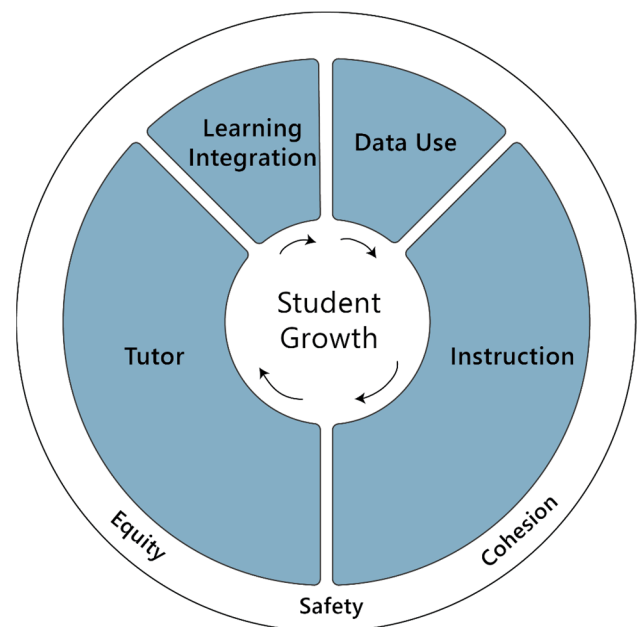 Learning
Integration
Data Use
Student
Growth
Tutor
Instruction
Equity
Cohesion
Safety